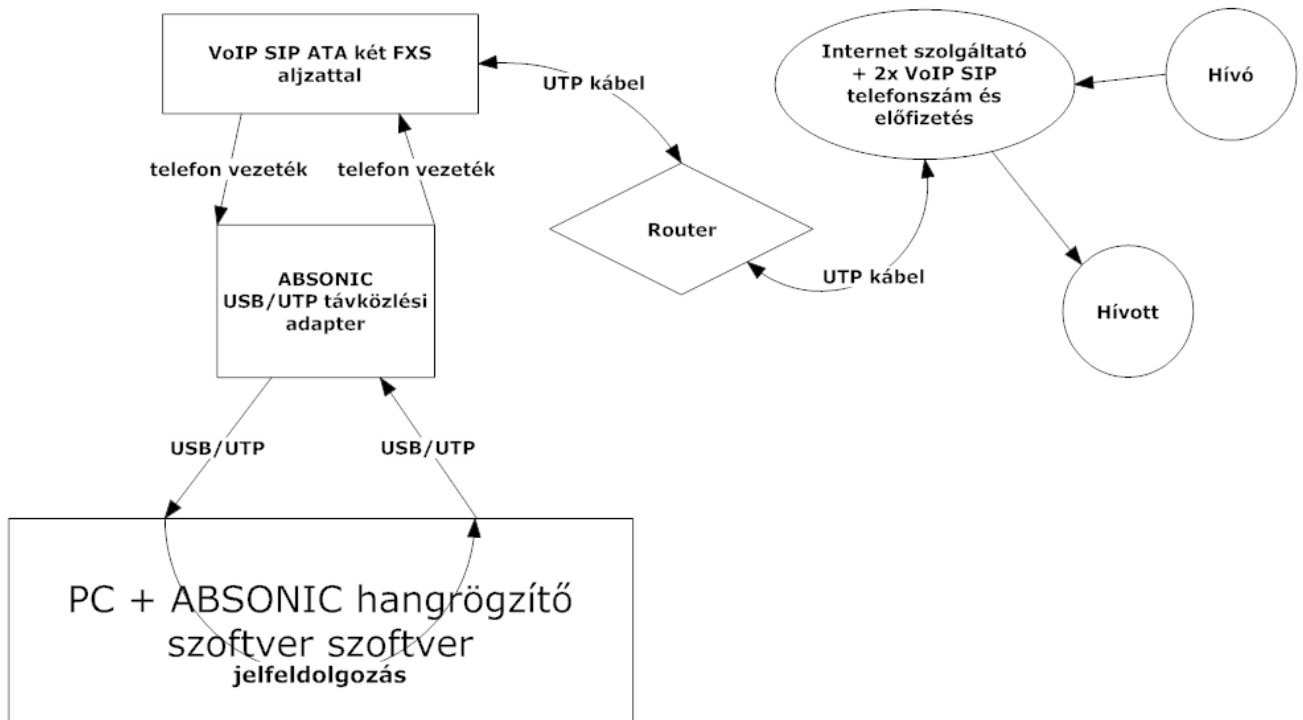 VoIP SIP ATA két FXS
aljzattal
UTP kábel
Internet szolgáltató
+ 2x VoIP SIP
telefonszám és
előfizetés
Hívó
telefon vezeték
telefon vezeték
Router
ABSONIC
USB/UTP távközlési
adapter
UTP kábel
Hívott
USB/UTP
USB/UTP
PC + ABSONIC hangrögzítő
szoftver szoftver
jelfeldolgozás